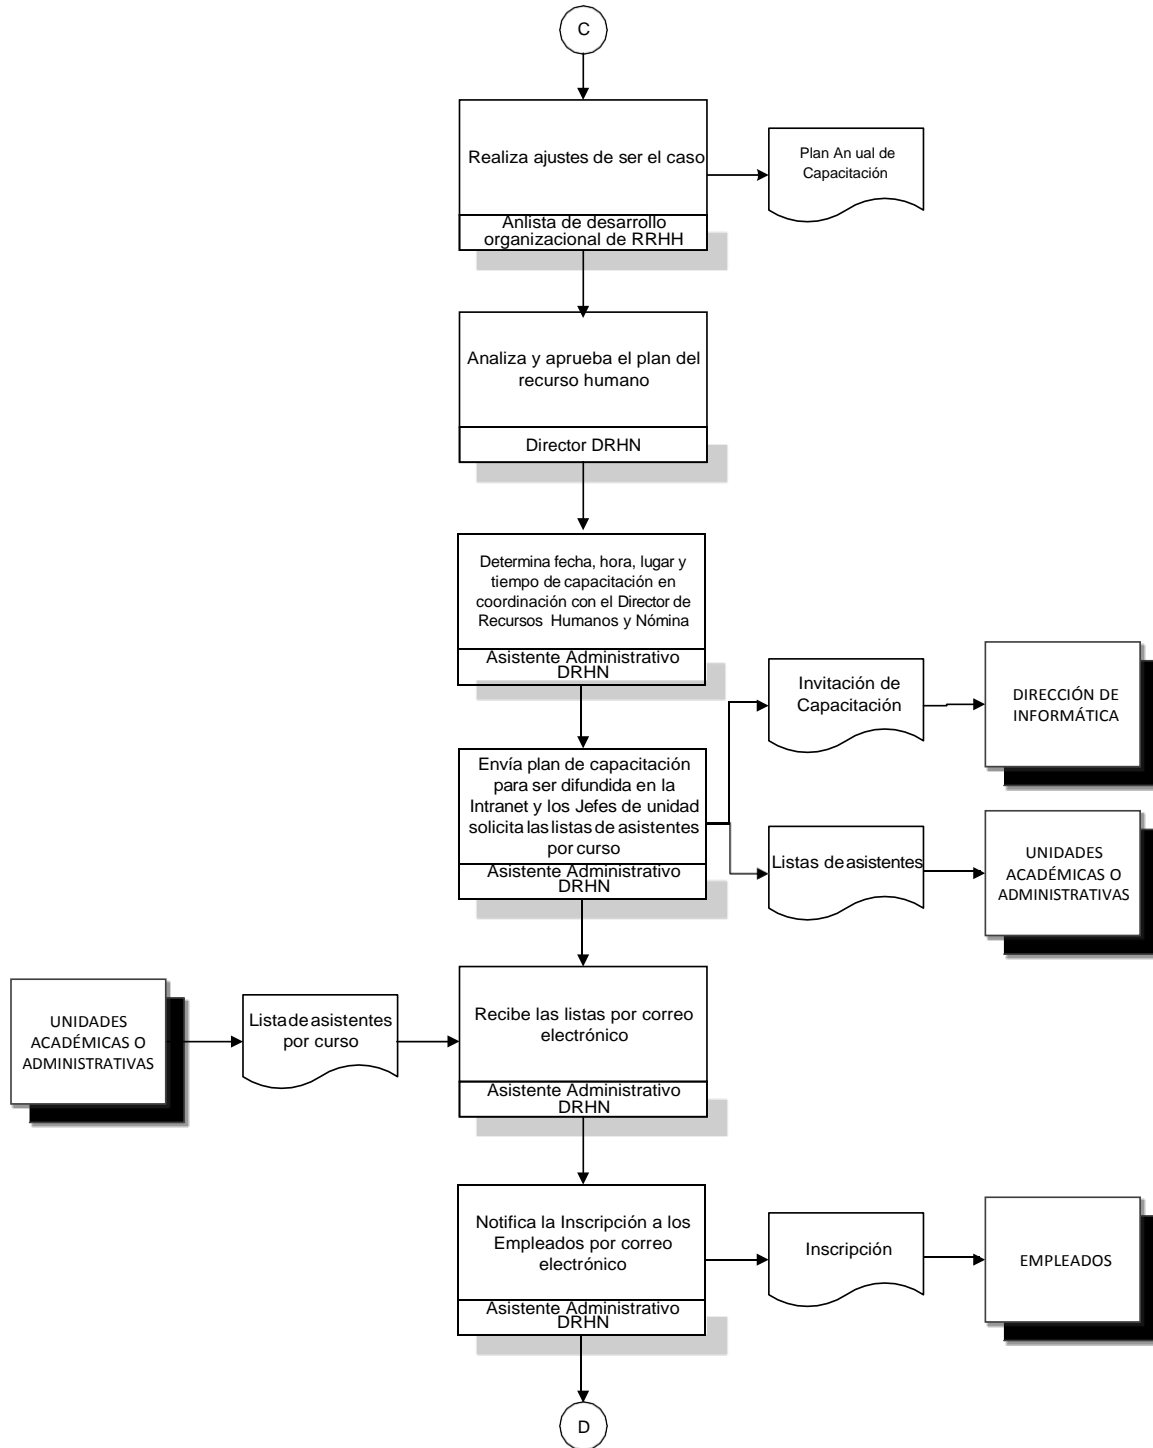 C
Realiza ajustes de ser el caso
Anlista de desarrollo
organizacional de RRHH
Plan An ual de
Capacitación
Analiza y aprueba el plan del
recurso humano
Director DRHN
Determina fecha, hora, lugar y
tiempo de capacitación en
coordinación con el Director de
Recursos Humanos y Nómina
Asistente Administrativo
DRHN
Invitación de
Capacitación
DIRECCIÓN DE
INFORMÁTICA
Envía plan de capacitación
para ser difundida en la
Intranet y los Jefes de unidad
solicita las listas de asistentes
por curso
Asistente Administrativo
DRHN
Listas de asistentes
UNIDADES
ACADÉMICAS O
ADMINISTRATIVAS
UNIDADES
ACADÉMICAS O
ADMINISTRATIVAS
Lista de asistentes
por curso
Recibe las listas por correo
electrónico
Asistente Administrativo
DRHN
Notifica la Inscripción a los
Empleados por correo
electrónico
Asistente Administrativo
DRHN
Inscripción
EMPLEADOS
D